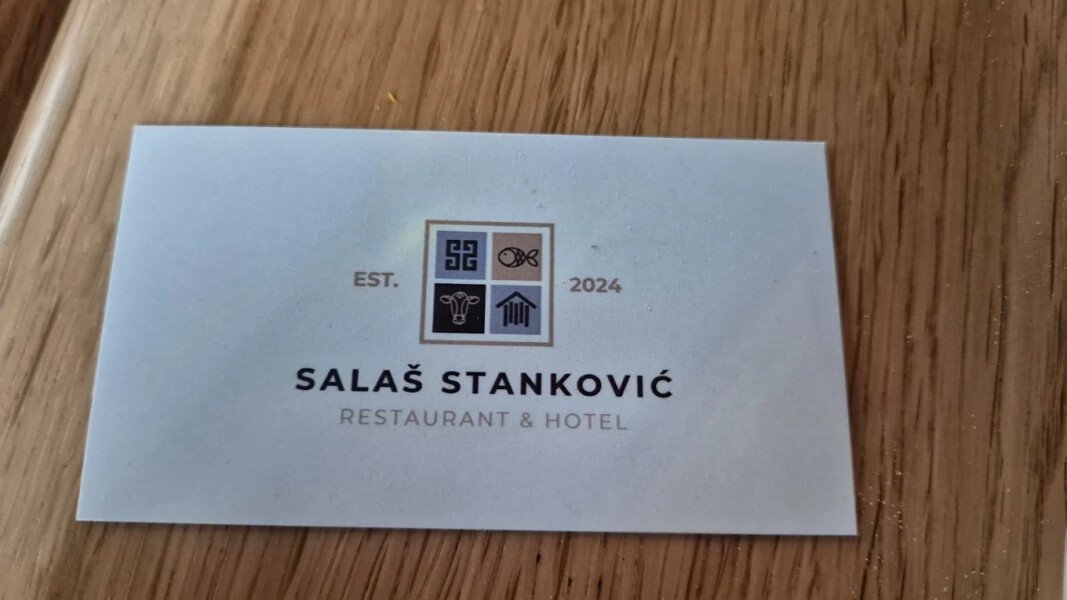 EST. 2024
SALAŠ STANKOVIĆ
RESTAURANT & HOTEL